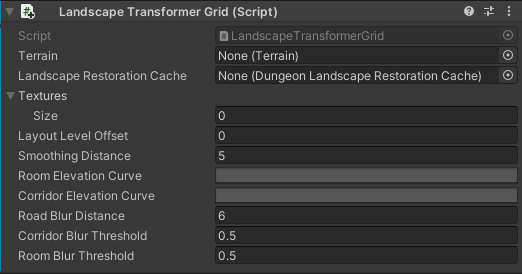 Landscape Transformer Grid (Script)
Script LandscapeTransformerGrid
Terrain None (Terrain)
Landscape Restoration Cache None (Dungeon Landscape Restoration Cache)
Textures
Size 0
Layout Level Offset 0
Smoothing Distance 5
Room Elevation Curve
Corridor Elevation Curve
Road Blur Distance 6
Corridor Blur Threshold 0.5
Room Blur Threshold 0.5